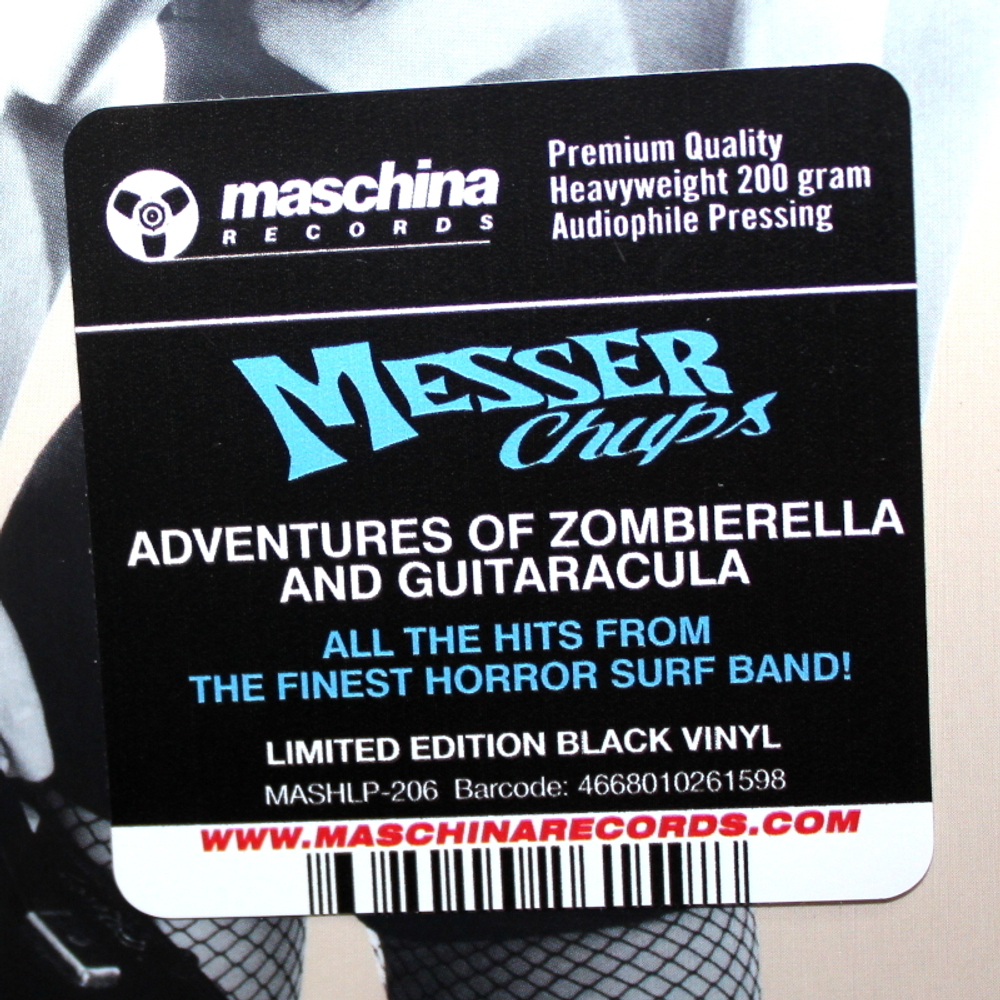 maschina
RECORDS
Premium Quality
Heavyweight 200 gram
Audiophile Pressing
MESSER
Chups
ADVENTURES OF ZOMBIERELLA
AND GUITARACULA
ALL THE HITS FROM
THE FINEST HORROR SURF BAND!
LIMITED EDITION BLACK VINYL
MASHLP-206 Barcode: 4668010261598
WWW.MASCHINARECORDS.COM